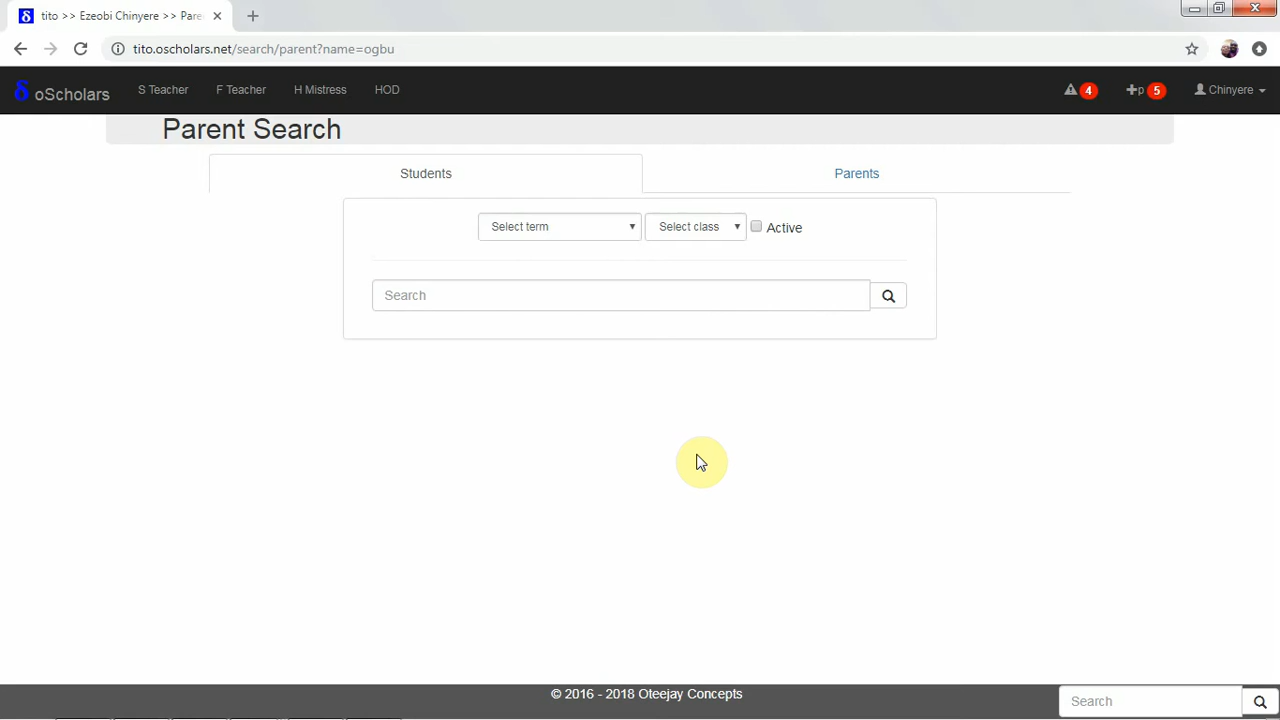 tito >> Ezeobi Chinyere >> Pare
tito.oscholars.net/search/parent?name=ogbu
δ oScholars S Teacher F Teacher H Mistress HOD 4 p 5 Chinyere
Parent Search
Students Parents
Select term Select class Active
Search
© 2016 - 2018 Oteejay Concepts
Search